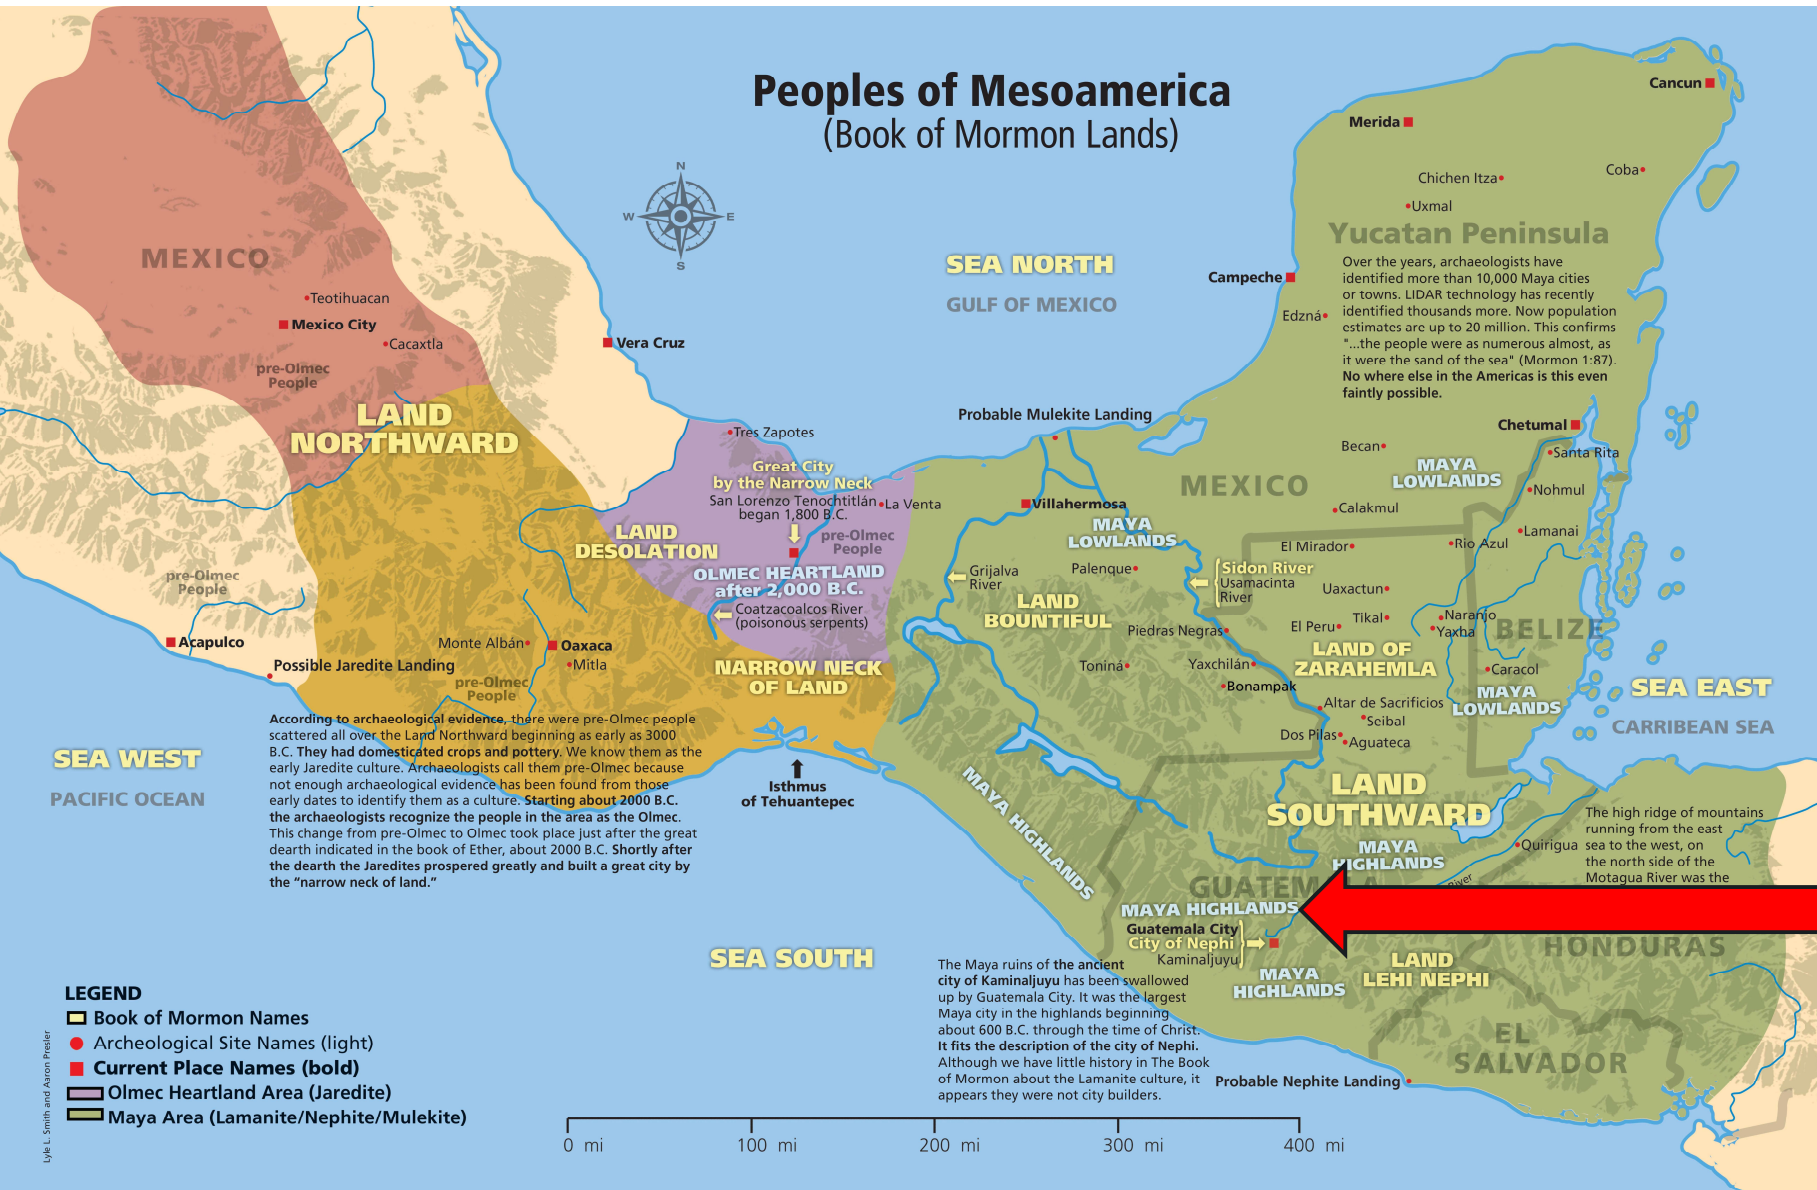 Peoples of Mesoamerica
(Book of Mormon Lands)
N
W
E
S
Cancun
Merida
Chichen Itza
Coba
Uxmal
Yucatan Peninsula
Over the years, archaeologists have
identified more than 10,000 Maya cities
or towns. LIDAR technology has recently
identified thousands more. Now population
estimates are up to 20 million. This confirms
"...the people were as numerous almost, as
it were the sand of the sea" (Mormon 1:87).
No where else in the Americas is this even
faintly possible.
MEXICO
SEA NORTH
GULF OF MEXICO
Campeche
Edzná
Teotihuacan
Mexico City
Cacaxtla
Vera Cruz
pre-Olmec
People
LAND
NORTHWARD
Probable Mulekite Landing
Chetumal
Tres Zapotes
Becan
Santa Rita
Great City
by the Narrow Neck
San Lorenzo Tenochtitlán
began 1,800 B.C.
La Venta
Villahermosa
MEXICO
MAYA
LOWLANDS
Nohmul
Calakmul
LAND
DESOLATION
pre-Olmec
People
MAYA
LOWLANDS
Lamanai
El Mirador
Rio Azul
OLMEC HEARTLAND
after 2,000 B.C.
Grijalva
River
Palenque
Sidon River
Usamacinta
River
Uaxactun
pre-Olmec
People
Coatzacoalcos River
(poisonous serpents)
LAND
BOUNTIFUL
Tikal
Naranjo
El Peru
Yaxha
BELIZE
Piedras Negras
Acapulco
Monte Albán
Oaxaca
Mitla
Possible Jaredite Landing
pre-Olmec
People
NARROW NECK
OF LAND
Toniná
Yaxchilán
LAND OF
ZARAHEMLA
Caracol
Bonampak
MAYA
LOWLANDS
SEA EAST
CARRIBEAN SEA
Altar de Sacrificios
Seibal
Dos Pilas
Aguateca
According to archaeological evidence, there were pre-Olmec people
scattered all over the Land Northward beginning as early as 3000
B.C. They had domesticated crops and pottery. We know them as the
early Jaredite culture. Archaeologists call them pre-Olmec because
not enough archaeological evidence has been found from those
early dates to identify them as a culture. Starting about 2000 B.C.
the archaeologists recognize the people in the area as the Olmec.
This change from pre-Olmec to Olmec took place just after the great
dearth indicated in the book of Ether, about 2000 B.C. Shortly after
the dearth the Jaredites prospered greatly and built a great city by
the “narrow neck of land.”
SEA WEST
PACIFIC OCEAN
Isthmus
of Tehuantepec
MAYA HIGHLANDS
LAND
SOUTHWARD
The high ridge of mountains
running from the east
sea to the west, on
the north side of the
Motagua River was the
Quirigua
MAYA
HIGHLANDS
River
GUATEMALA
MAYA HIGHLANDS
Guatemala City
City of Nephi
Kaminaljuyu
HONDURAS
LAND
LEHI NEPHI
MAYA
HIGHLANDS
SEA SOUTH
The Maya ruins of the ancient
city of Kaminaljuyu has been swallowed
up by Guatemala City. It was the largest
Maya city in the highlands beginning
about 600 B.C. through the time of Christ.
It fits the description of the city of Nephi.
Although we have little history in The Book
of Mormon about the Lamanite culture, it
appears they were not city builders.
EL
SALVADOR
Probable Nephite Landing
LEGEND
Book of Mormon Names
Archeological Site Names (light)
Current Place Names (bold)
Olmec Heartland Area (Jaredite)
Maya Area (Lamanite/Nephite/Mulekite)
Lyle L. Smith and Aaron Presler
0 mi
100 mi
200 mi
300 mi
400 mi